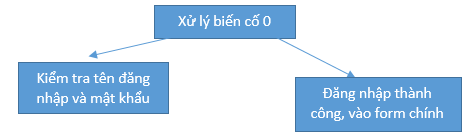 Xử lý biến cố 0
Kiểm tra tên đăng
nhập và mật khẩu
Đăng nhập thành
công, vào form chính